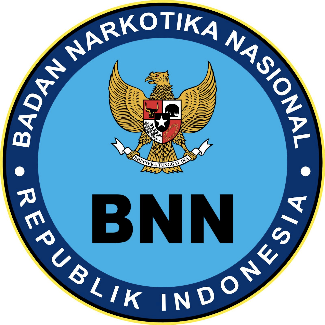 BADAN NARKOTIKA NASIONAL
BNN
REPUBLIK INDONESIA